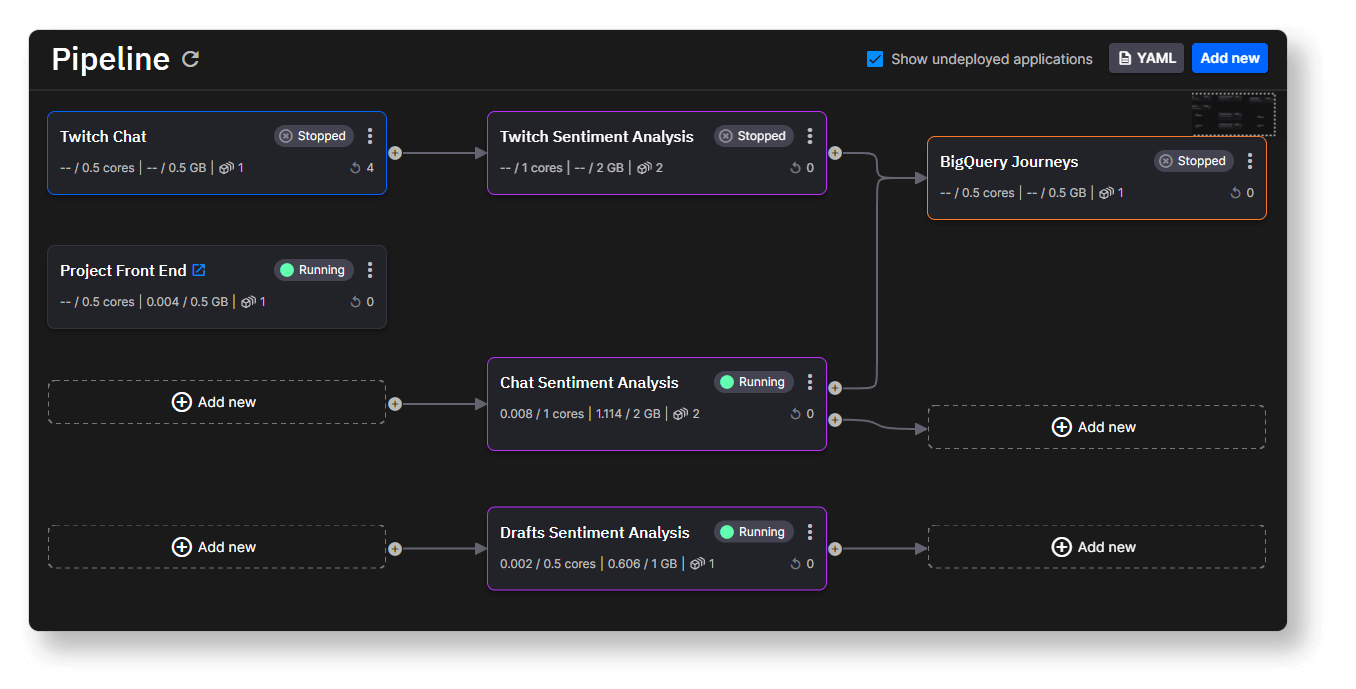 Pipeline
Show undeployed applications
YAML
Add new
Twitch Chat
Stopped
-- / 0.5 cores | -- / 0.5 GB | 1
4
Twitch Sentiment Analysis
Stopped
-- / 1 cores | -- / 2 GB | 2
0
BigQuery Journeys
Stopped
-- / 0.5 cores | -- / 0.5 GB | 1
0
Project Front End
Running
-- / 0.5 cores | 0.004 / 0.5 GB | 1
0
Add new
Chat Sentiment Analysis
Running
0.008 / 1 cores | 1.114 / 2 GB | 2
0
Add new
Add new
Drafts Sentiment Analysis
Running
0.002 / 0.5 cores | 0.606 / 1 GB | 1
0
Add new